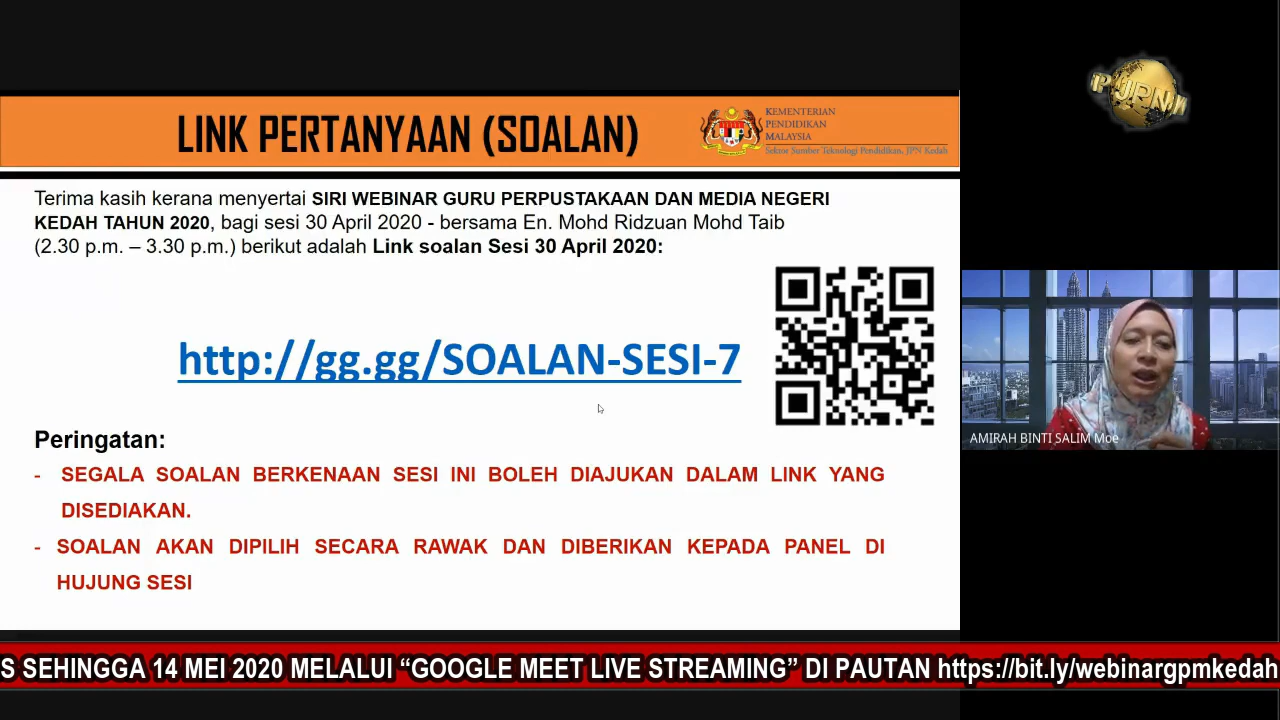 LINK PERTANYAAN (SOALAN)
KEMENTERIAN
PENDIDIKAN
MALAYSIA
Sektor Sumber Teknologi Pendidikan, JPN Kedah
JPNM
Terima kasih kerana menyertai SIRI WEBINAR GURU PERPUSTAKAAN DAN MEDIA NEGERI
KEDAH TAHUN 2020, bagi sesi 30 April 2020 - bersama En. Mohd Ridzuan Mohd Taib
(2.30 p.m. – 3.30 p.m.) berikut adalah Link soalan Sesi 30 April 2020:
http://gg.gg/SOALAN-SESI-7
AMIRAH BINTI SALIM Moe
Peringatan:
- SEGALA SOALAN BERKENAAN SESI INI BOLEH DIAJUKAN DALAM LINK YANG
DISEDIAKAN.
- SOALAN AKAN DIPILIH SECARA RAWAK DAN DIBERIKAN KEPADA PANEL DI
HUJUNG SESI
S SEHINGGA 14 MEI 2020 MELALUI “GOOGLE MEET LIVE STREAMING” DI PAUTAN https://bit.ly/webinargpmkedah